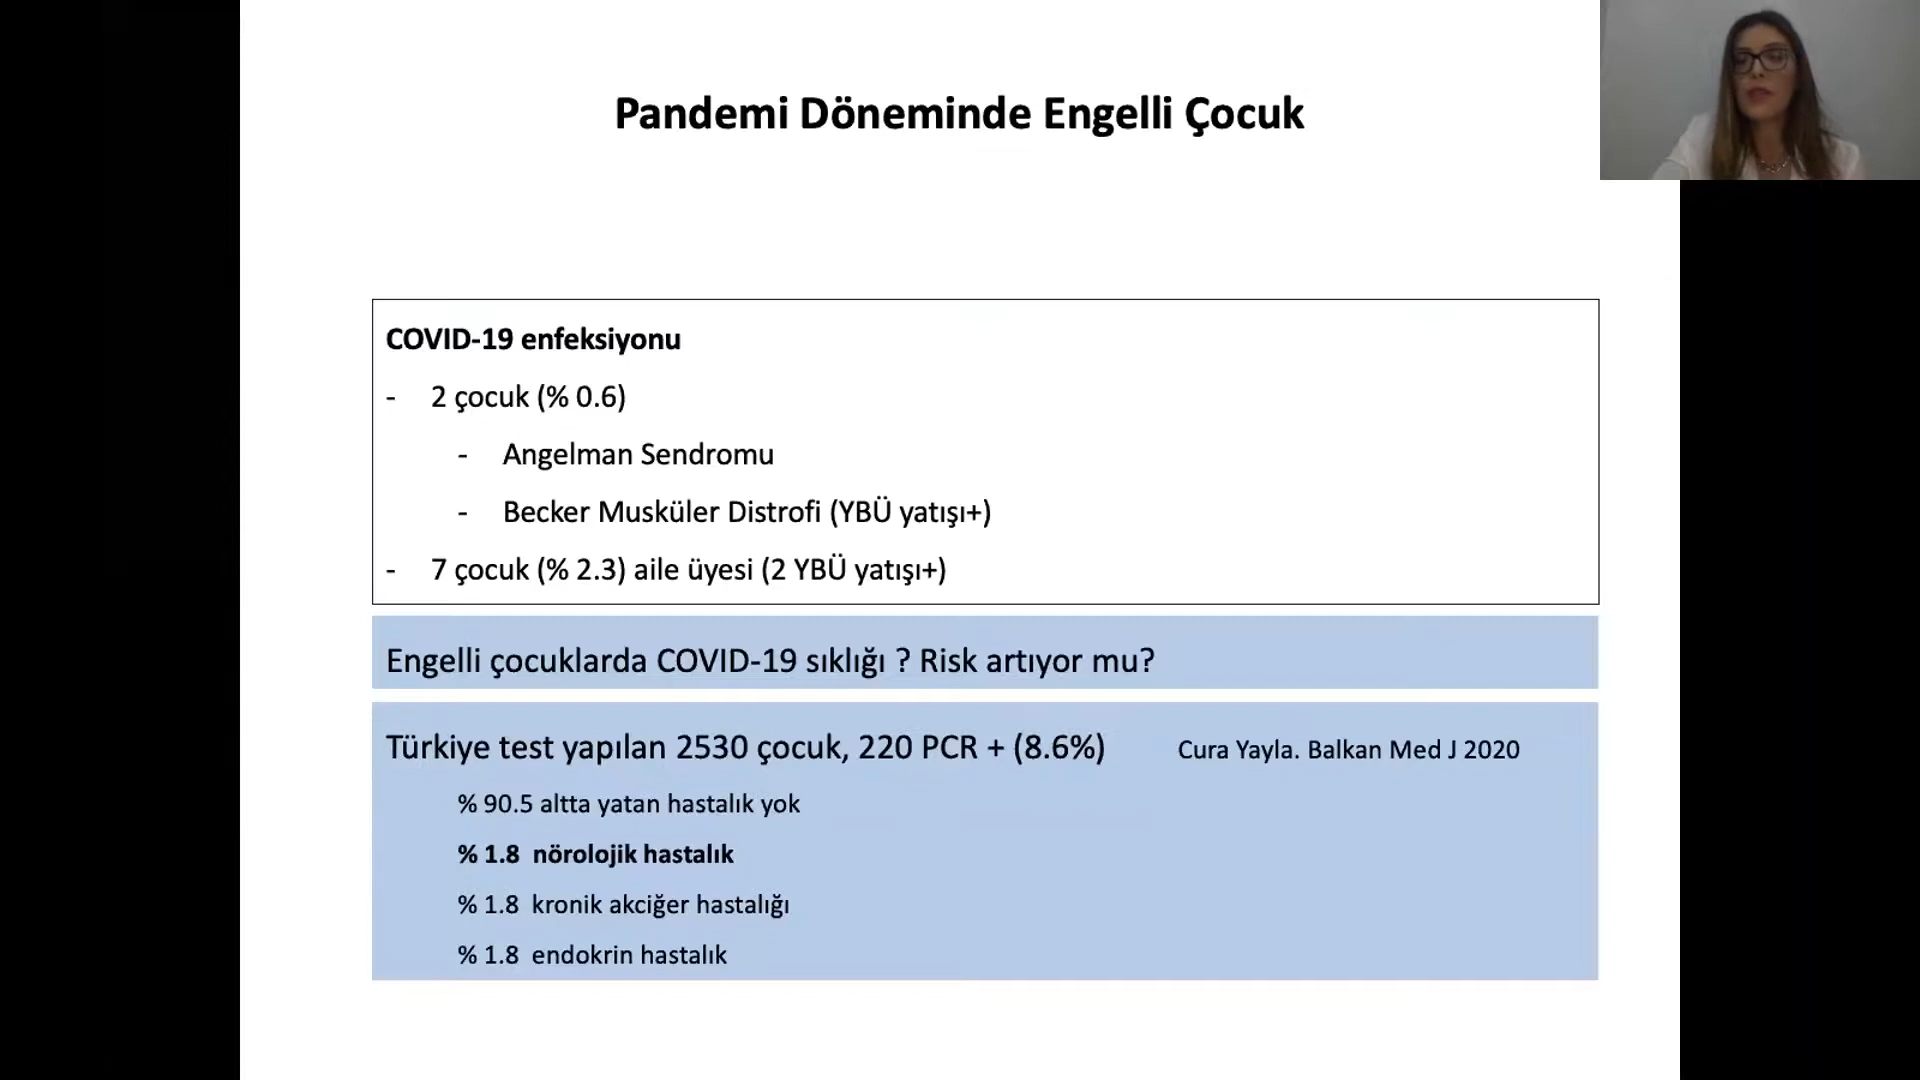 Pandemi Döneminde Engelli Çocuk
COVID-19 enfeksiyonu
- 2 çocuk (% 0.6)
- Angelman Sendromu
- Becker Musküler Distrofi (YBÜ yatışı+)
- 7 çocuk (% 2.3) aile üyesi (2 YBÜ yatışı+)
Engelli çocuklarda COVID-19 sıklığı ? Risk artıyor mu?
Türkiye test yapılan 2530 çocuk, 220 PCR + (8.6%) Cura Yayla. Balkan Med J 2020
% 90.5 altta yatan hastalık yok
% 1.8 nörolojik hastalık
% 1.8 kronik akciğer hastalığı
% 1.8 endokrin hastalık